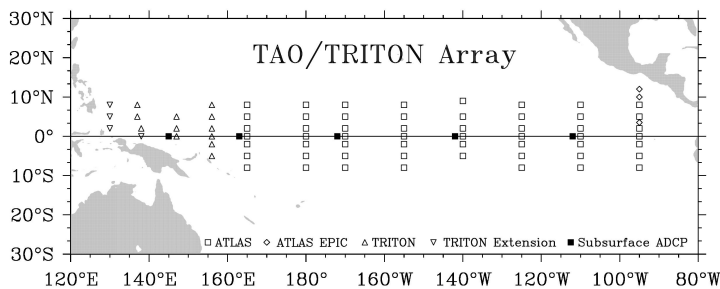 30°N
TAO/TRITON Array
20°N
10°N
0°
10°S
20°S
30°S
ATLAS ATLAS EPIC TRITON TRITON Extension Subsurface ADCP
120°E 140°E 160°E 180° 160°W 140°W 120°W 100°W 80°W